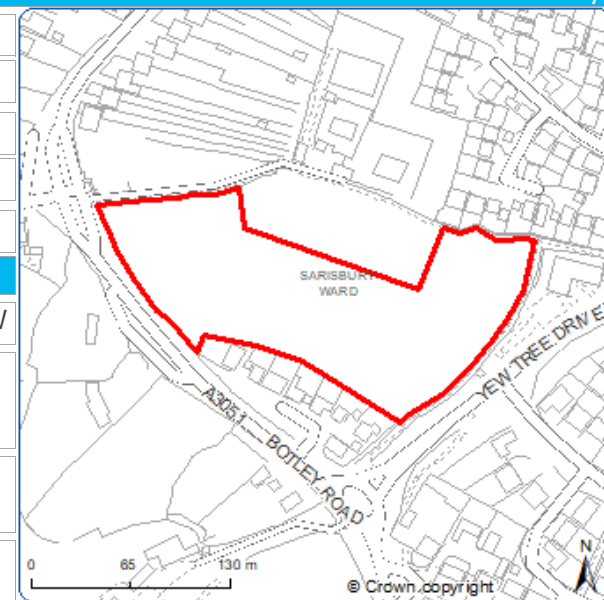 SARISBURY
WARD
YEW TREE DRIVE
A3051
BOTLEY ROAD
N
0 65 130 m
© Crown copyright